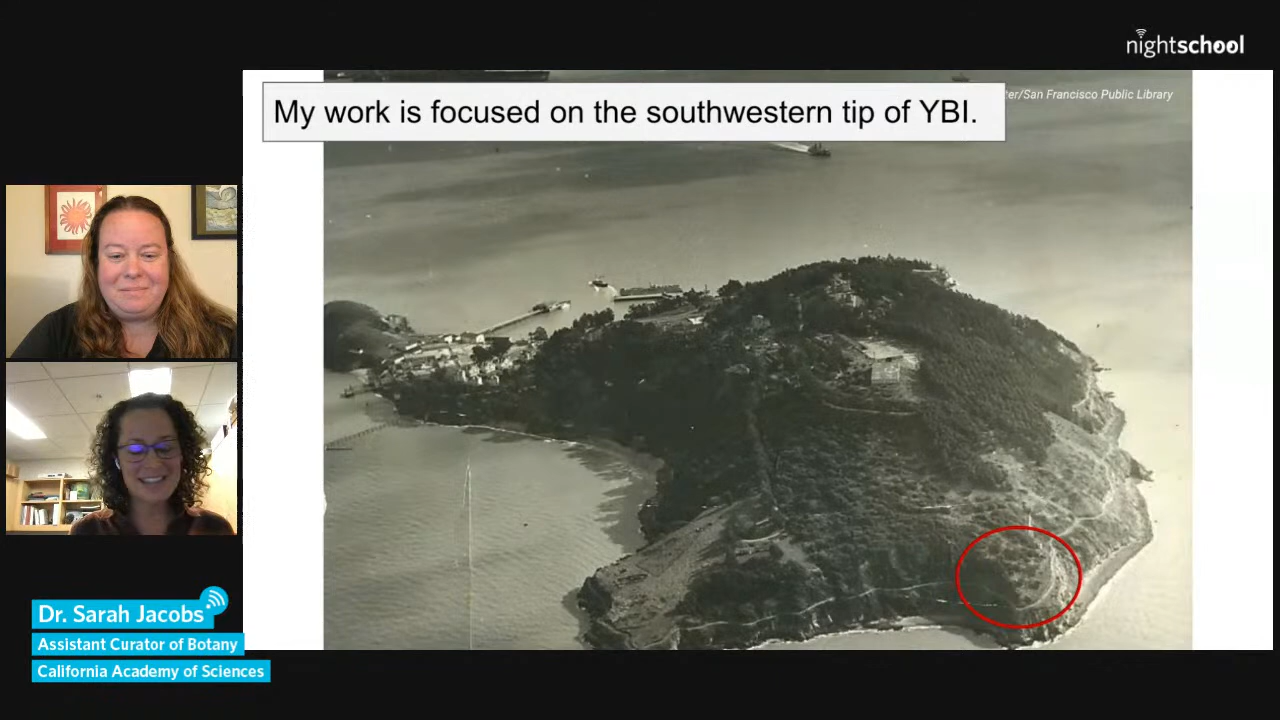 nightschool
My work is focused on the southwestern tip of YBI.
/San Francisco Public Library
Dr. Sarah Jacobs
Assistant Curator of Botany
California Academy of Sciences